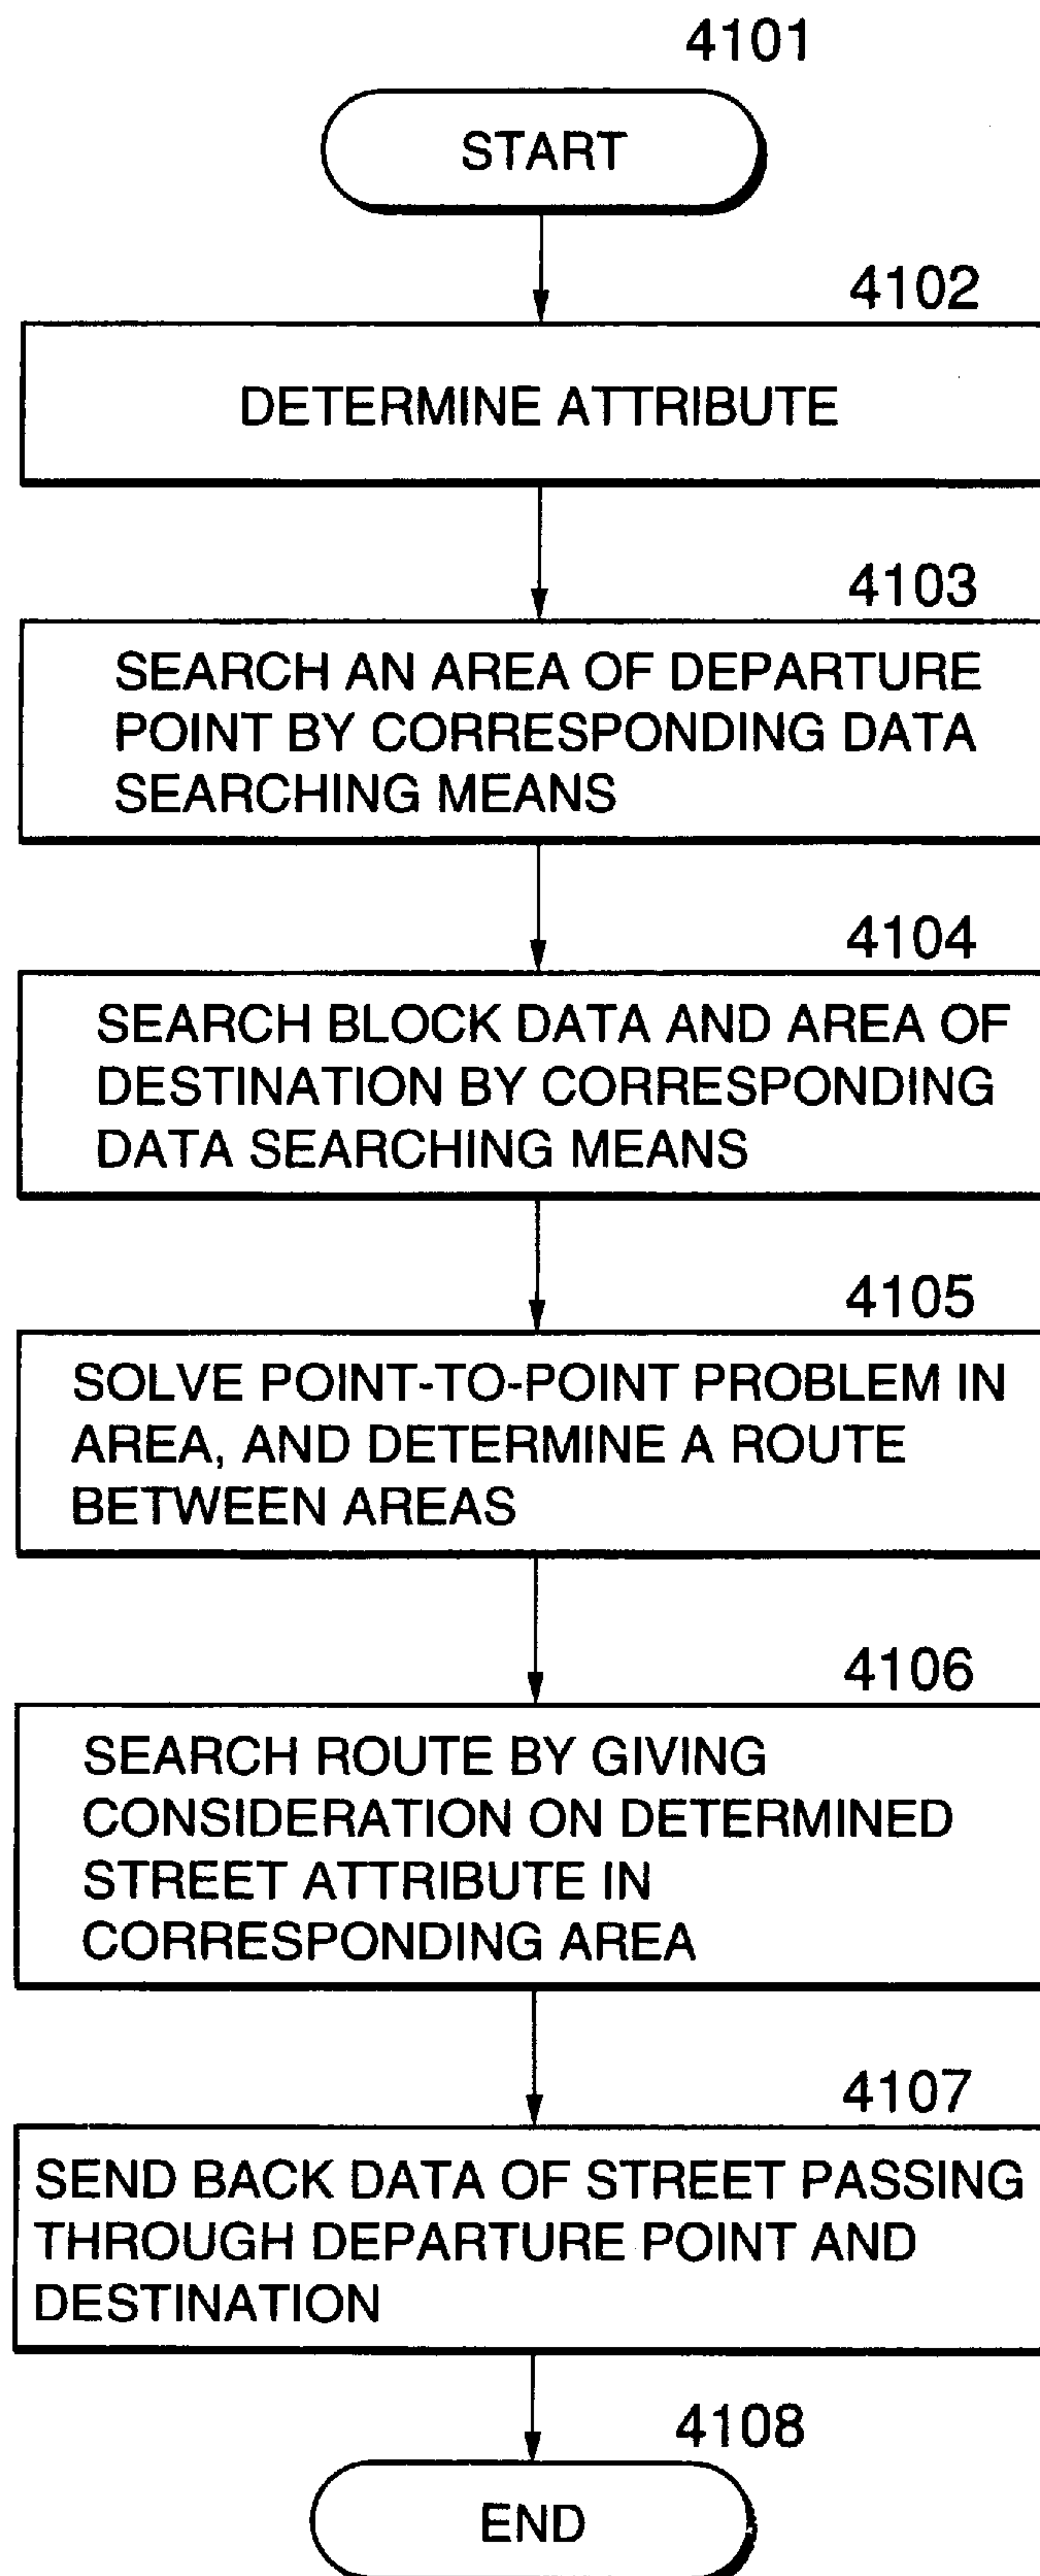 4101
START
4102
DETERMINE ATTRIBUTE
4103
SEARCH AN AREA OF DEPARTURE
POINT BY CORRESPONDING DATA
SEARCHING MEANS
4104
SEARCH BLOCK DATA AND AREA OF
DESTINATION BY CORRESPONDING
DATA SEARCHING MEANS
4105
SOLVE POINT-TO-POINT PROBLEM IN
AREA, AND DETERMINE A ROUTE
BETWEEN AREAS
4106
SEARCH ROUTE BY GIVING
CONSIDERATION ON DETERMINED
STREET ATTRIBUTE IN
CORRESPONDING AREA
4107
SEND BACK DATA OF STREET PASSING
THROUGH DEPARTURE POINT AND
DESTINATION
4108
END